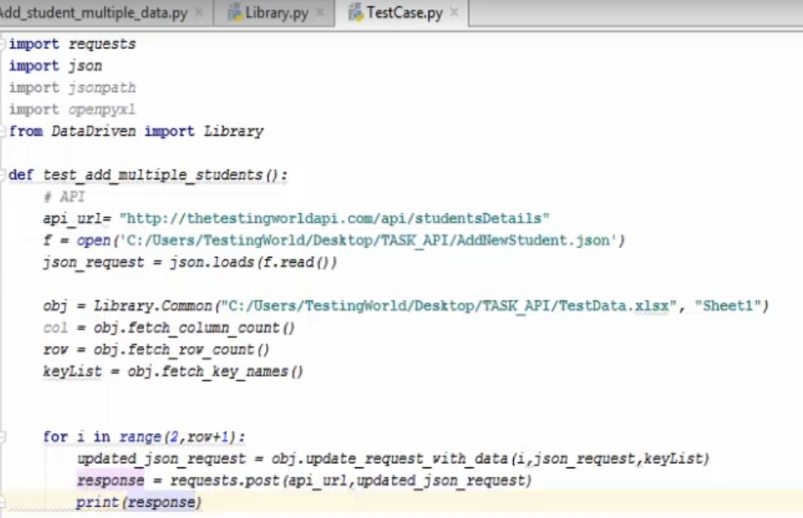 Add_student_multiple_data.py × Library.py × TestCase.py ×
import requests
import json
import jsonpath
import openpyxl
from DataDriven import Library
def test_add_multiple_students():
# API
api_url= "http://thetestingworldapi.com/api/studentsDetails"
f = open('C:/Users/TestingWorld/Desktop/TASK_API/AddNewStudent.json')
json_request = json.loads(f.read())
obj = Library.Common("C:/Users/TestingWorld/Desktop/TASK_API/TestData.xlsx", "Sheet1")
col = obj.fetch_column_count()
row = obj.fetch_row_count()
keyList = obj.fetch_key_names()
for i in range(2,row+1):
updated_json_request = obj.update_request_with_data(i,json_request,keyList)
response = requests.post(api_url,updated_json_request)
print(response)